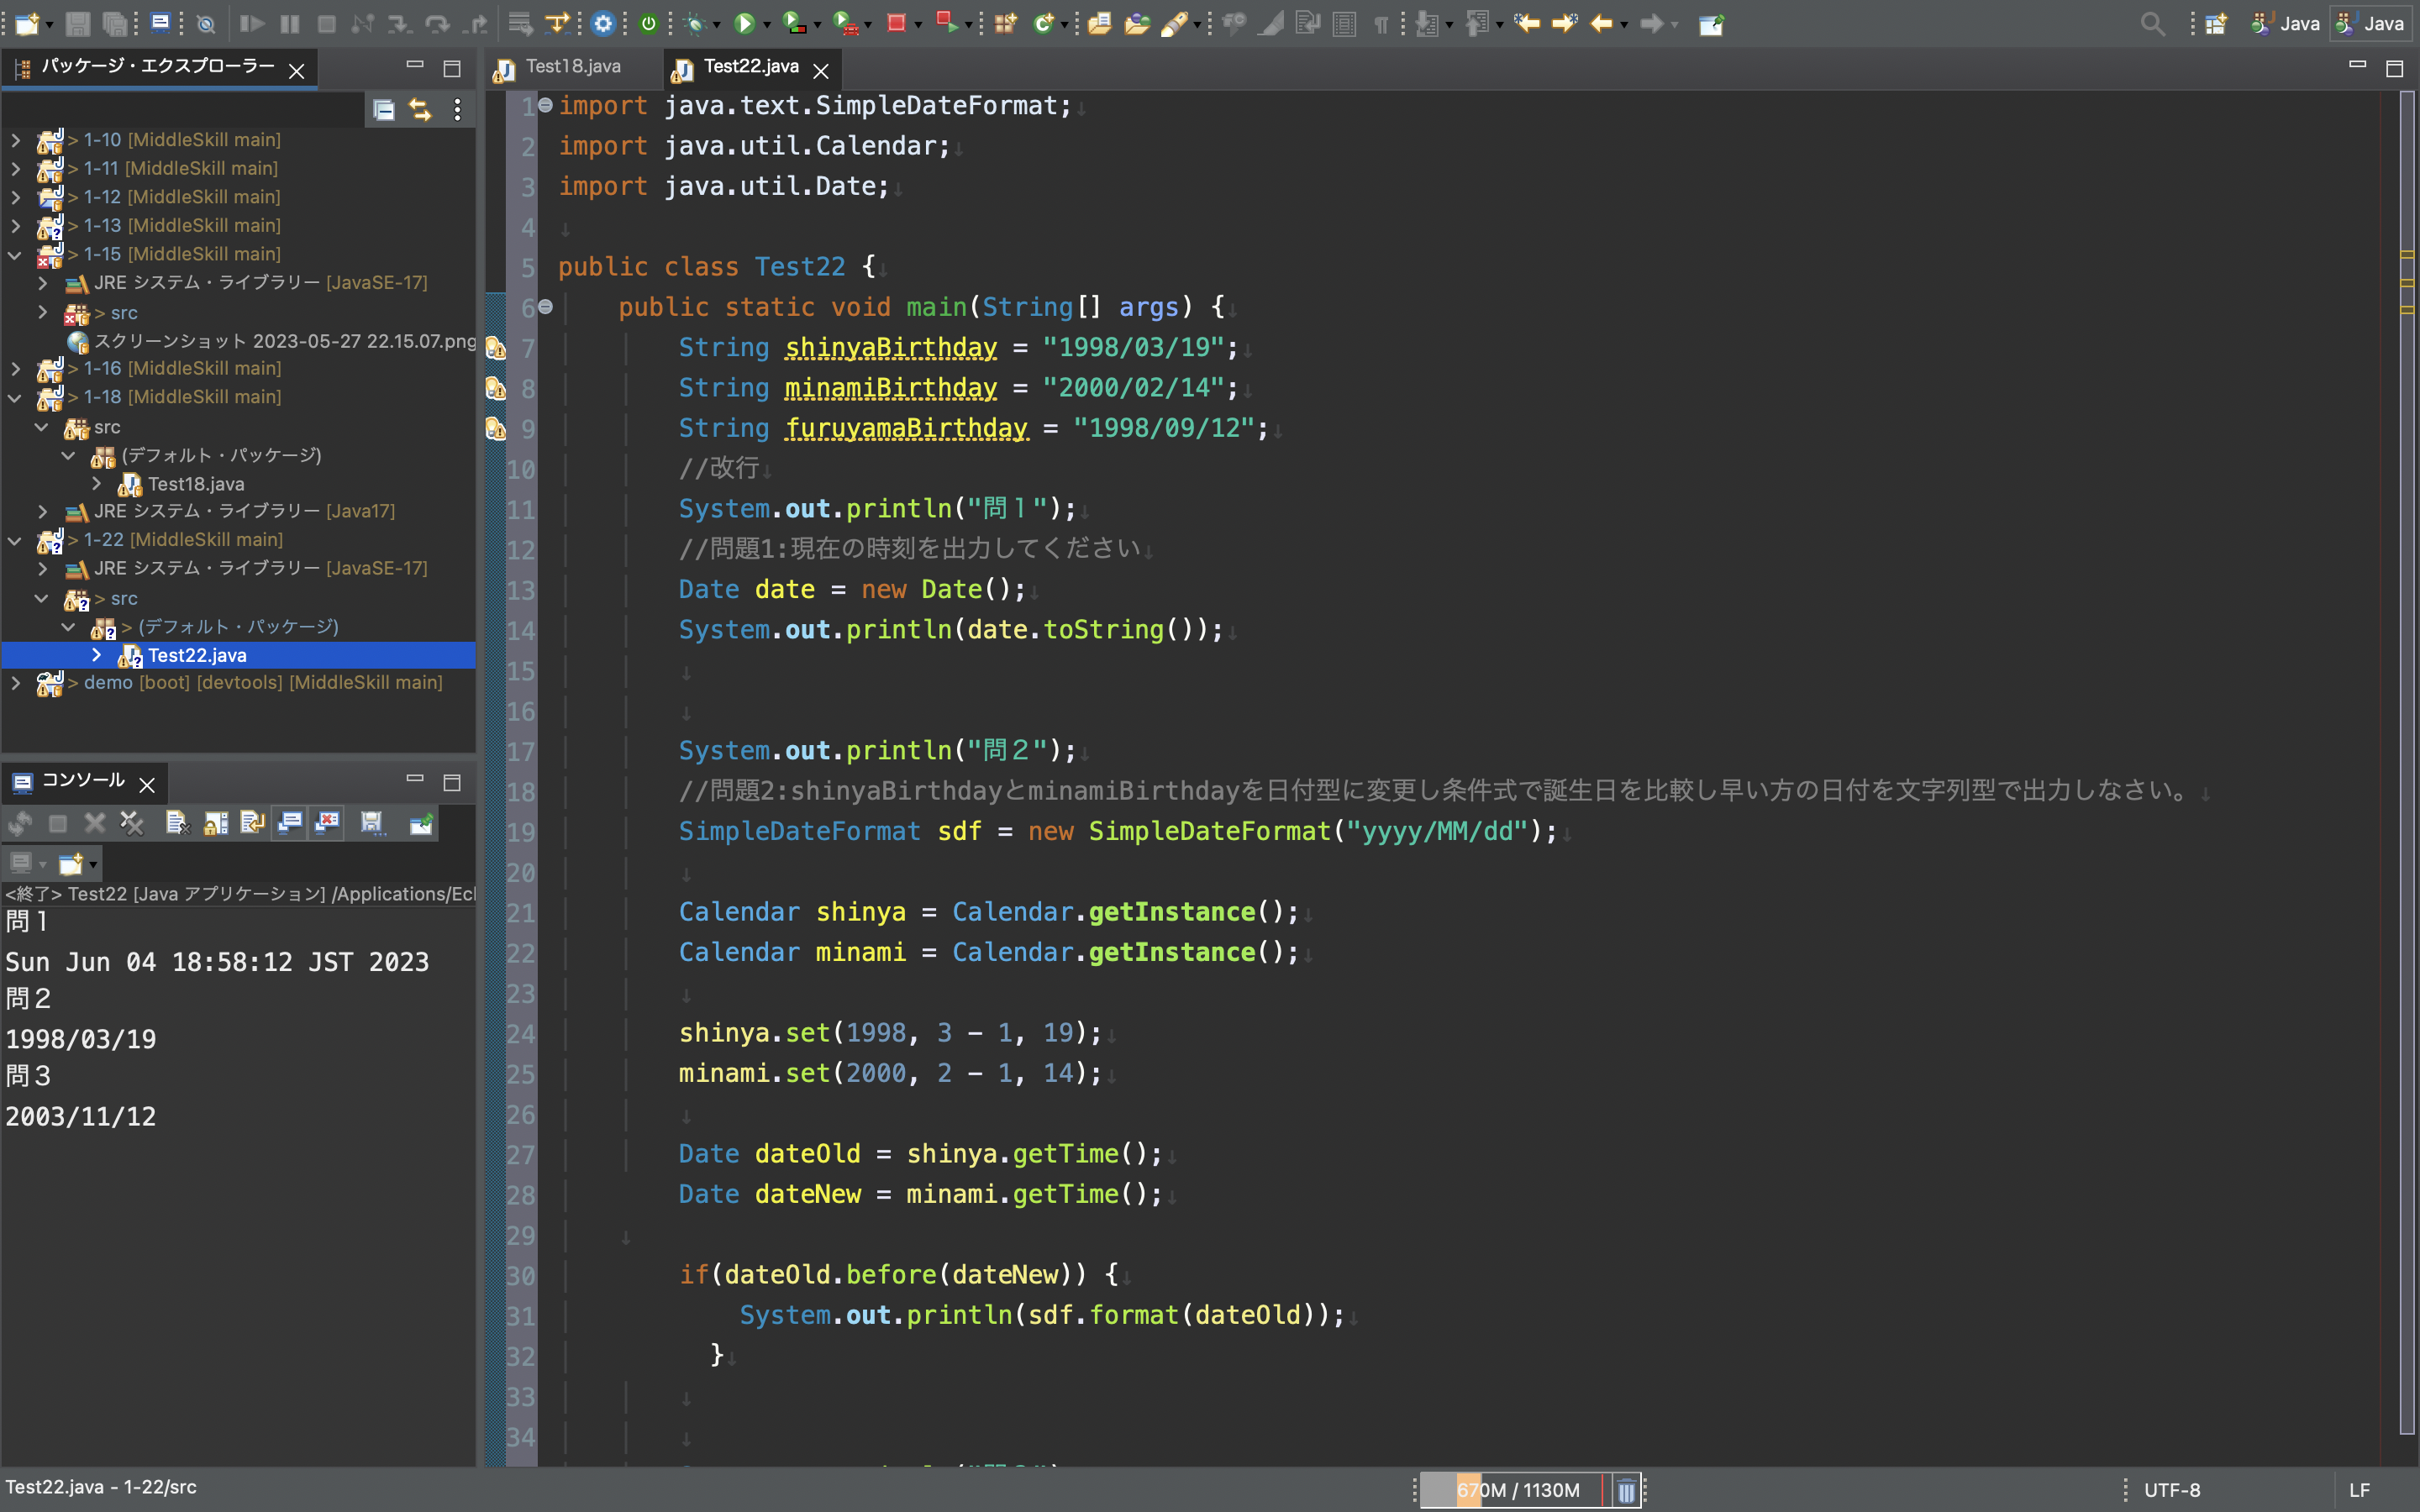 Java
Java
パッケージ・エクスプローラー
> 1-10 [MiddleSkill main]
> 1-11 [MiddleSkill main]
> 1-12 [MiddleSkill main]
> 1-13 [MiddleSkill main]
> 1-15 [MiddleSkill main]
JRE システム・ライブラリー [JavaSE-17]
> src
スクリーンショット 2023-05-27 22.15.07.png
> 1-16 [MiddleSkill main]
> 1-18 [MiddleSkill main]
src
(デフォルト・パッケージ)
Test18.java
JRE システム・ライブラリー [Java17]
> 1-22 [MiddleSkill main]
JRE システム・ライブラリー [JavaSE-17]
> src
> (デフォルト・パッケージ)
Test22.java
> demo [boot] [devtools] [MiddleSkill main]
コンソール
<終了> Test22 [Java アプリケーション] /Applications/Ecl
問１
Sun Jun 04 18:58:12 JST 2023
問２
1998/03/19
問３
2003/11/12
Test18.java
Test22.java
1 import java.text.SimpleDateFormat;
2 import java.util.Calendar;
3 import java.util.Date;
4
5 public class Test22 {
6 public static void main(String[] args) {
7 String shinyaBirthday = "1998/03/19";
8 String minamiBirthday = "2000/02/14";
9 String furuyamaBirthday = "1998/09/12";
10 //改行
11 System.out.println("問１");
12 //問題1:現在の時刻を出力してください
13 Date date = new Date();
14 System.out.println(date.toString());
15
16
17 System.out.println("問２");
18 //問題2:shinyaBirthdayとminamiBirthdayを日付型に変更し条件式で誕生日を比較し早い方の日付を文字列型で出力しなさい。
19 SimpleDateFormat sdf = new SimpleDateFormat("yyyy/MM/dd");
20
21 Calendar shinya = Calendar.getInstance();
22 Calendar minami = Calendar.getInstance();
23
24 shinya.set(1998, 3 - 1, 19);
25 minami.set(2000, 2 - 1, 14);
26
27 Date dateOld = shinya.getTime();
28 Date dateNew = minami.getTime();
29
30 if(dateOld.before(dateNew)) {
31 System.out.println(sdf.format(dateOld));
32 }
33
34
Test22.java - 1-22/src
670M / 1130M
UTF-8
LF